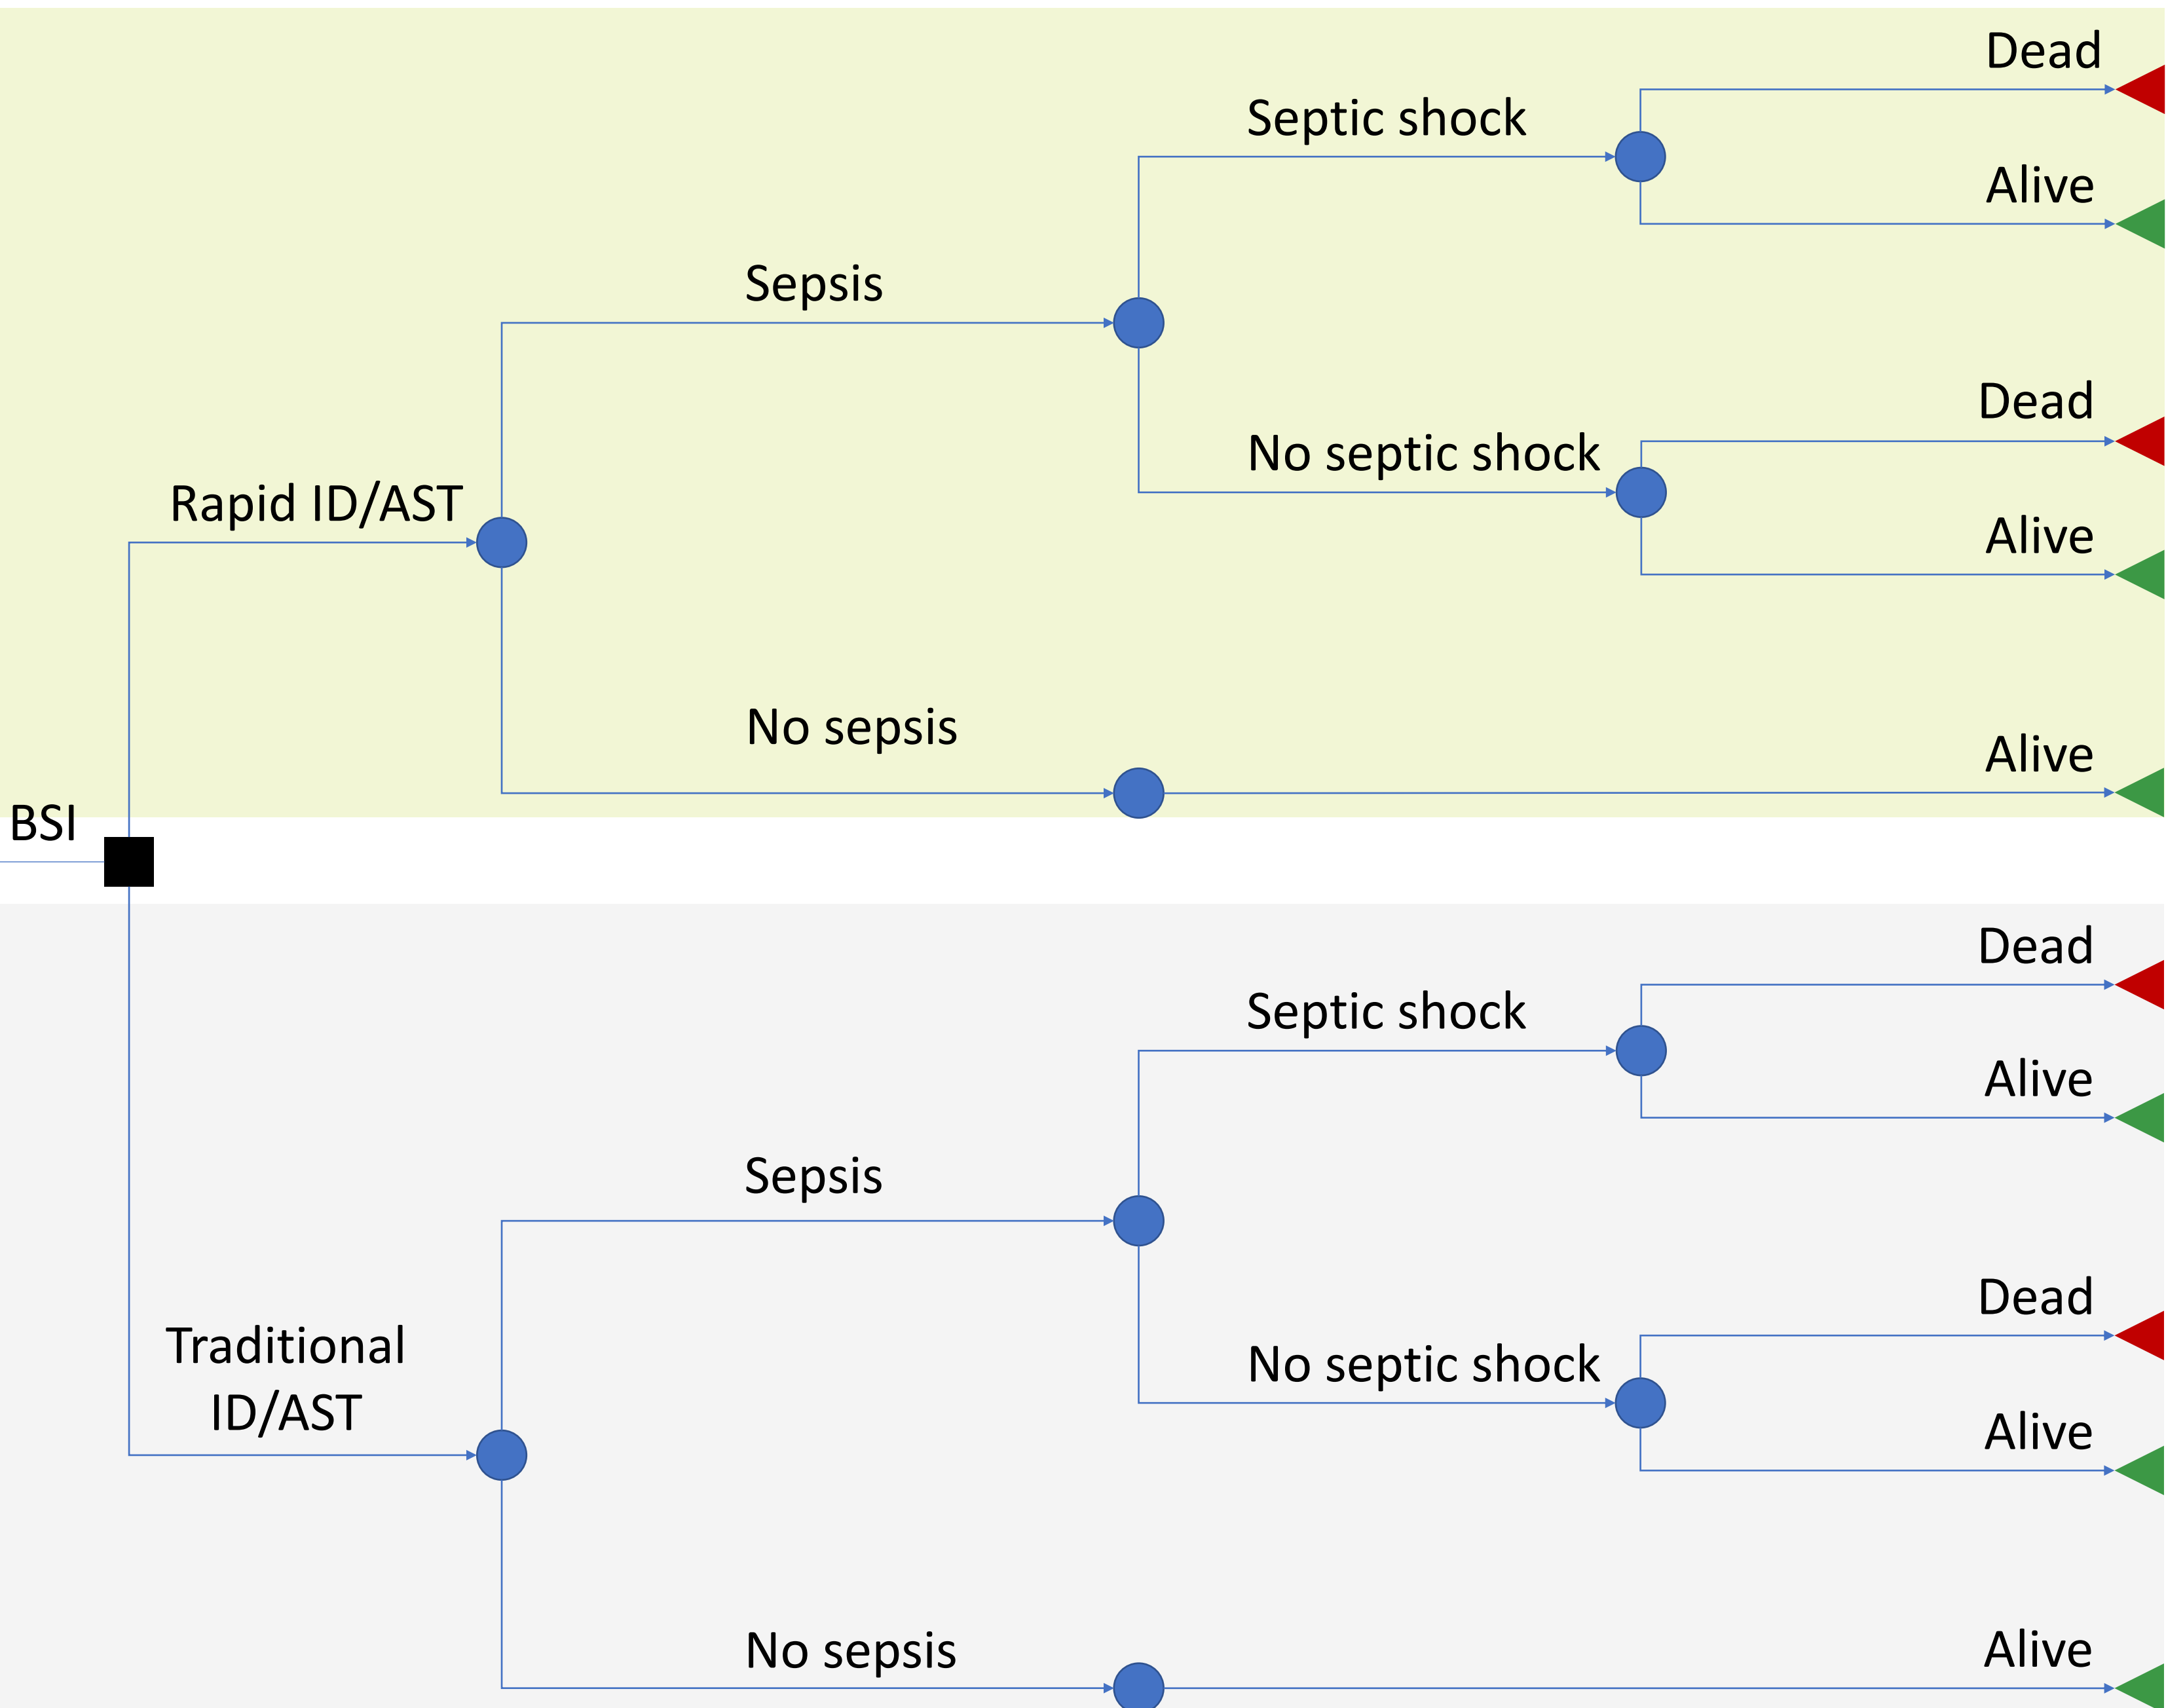 Dead
Septic shock
Alive
Sepsis
Dead
No septic shock
Rapid ID/AST
Alive
No sepsis
Alive
BSI
Dead
Septic shock
Alive
Sepsis
Dead
Traditional
ID/AST
No septic shock
Alive
No sepsis
Alive